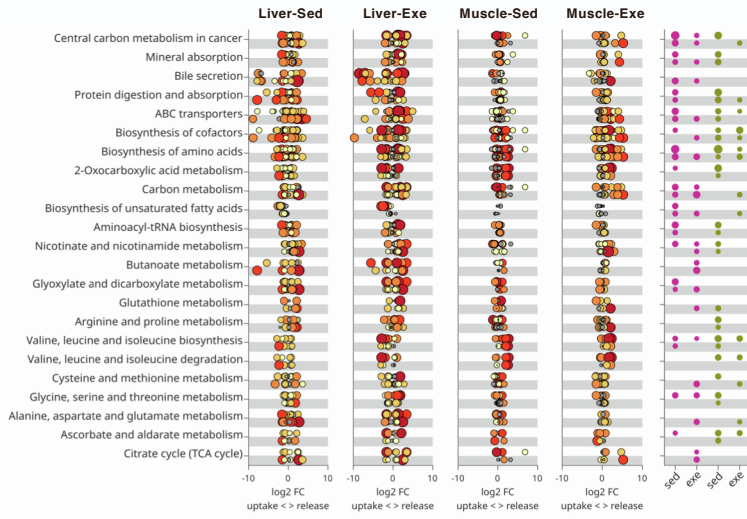 Liver-Sed Liver-Exe Muscle-Sed Muscle-Exe
Central carbon metabolism in cancer
Mineral absorption
Bile secretion
Protein digestion and absorption
ABC transporters
Biosynthesis of cofactors
Biosynthesis of amino acids
2-Oxocarboxylic acid metabolism
Carbon metabolism
Biosynthesis of unsaturated fatty acids
Aminoacyl-tRNA biosynthesis
Nicotinate and nicotinamide metabolism
Butanoate metabolism
Glyoxylate and dicarboxylate metabolism
Glutathione metabolism
Arginine and proline metabolism
Valine, leucine and isoleucine biosynthesis
Valine, leucine and isoleucine degradation
Cysteine and methionine metabolism
Glycine, serine and threonine metabolism
Alanine, aspartate and glutamate metabolism
Ascorbate and aldarate metabolism
Citrate cycle (TCA cycle)
-10 0 10 -10 0 10 -10 0 10 -10 0 10 sed exe sed exe
log2 FC log2 FC log2 FC log2 FC
uptake < > release uptake < > release uptake < > release uptake < > release